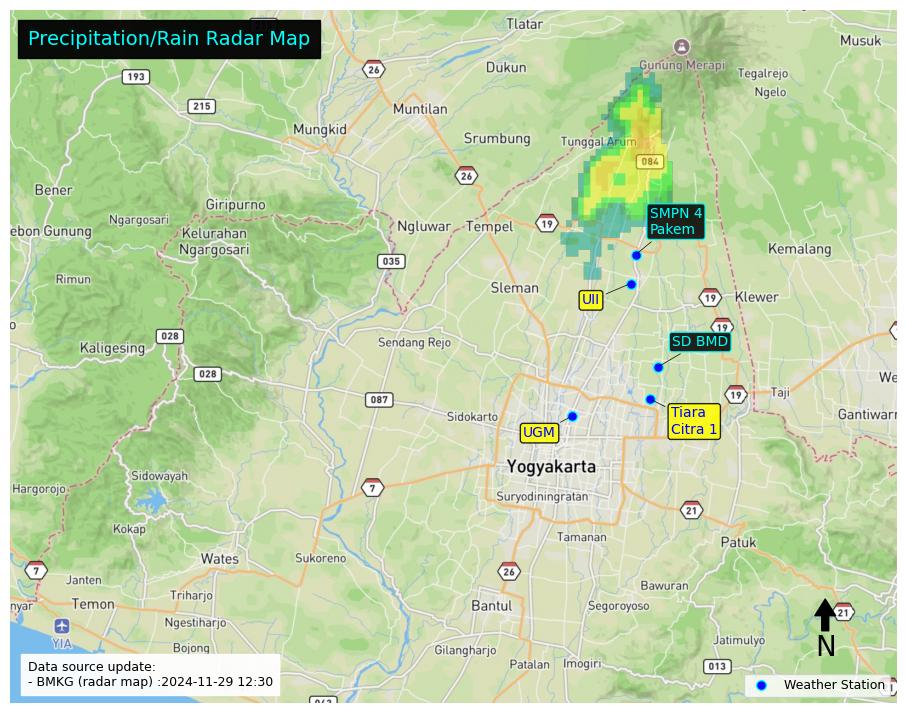 Precipitation/Rain Radar Map
Tlatar
Musuk
26
193
215
Dukun
Gunung Merapi
Tegalrejo
Ngelo
Muntilan
Mungkid
Srumbung
Tunggal Arum
084
26
Bener
Giripurno
Ngargosari
ebon Gunung
Kelurahan
Ngargosari
Ngluwar
Tempel
19
SMPN 4
Pakem
Kemalang
035
Rimun
Sleman
UII
19
Klewer
19
028
Kaligesing
Sendang Rejo
SD BMD
028
087
We
19
Taji
Sidokarto
Tiara
Citra 1
Gantiwarn
UGM
Yogyakarta
Sidowayah
Hargorojo
7
Suryodiningratan
21
Kokap
Tamanan
Patuk
Wates
Sukoreno
7
26
Janten
Bawuran
nyar
Temon
Triharjo
Bantul
Segoroyoso
21
Ngestiharjo
YIA
N
Bojong
Gilangharjo
Jatimulyo
Patalan
Imogiri
013
Data source update:
- BMKG (radar map) :2024-11-29 12:30
Weather Station